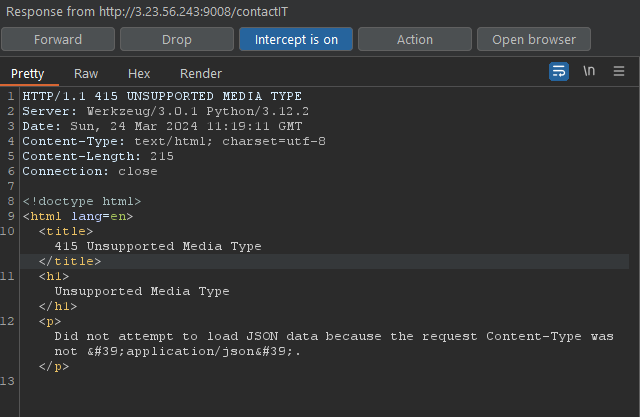 Response from http://3.23.56.243:9008/contactIT
Forward Drop Intercept is on Action Open browser
Pretty Raw Hex Render \n
1 HTTP/1.1 415 UNSUPPORTED MEDIA TYPE
2 Server: Werkzeug/3.0.1 Python/3.12.2
3 Date: Sun, 24 Mar 2024 11:19:11 GMT
4 Content-Type: text/html; charset=utf-8
5 Content-Length: 215
6 Connection: close
7
8 <!doctype html>
9 <html lang=en>
10 <title>
415 Unsupported Media Type
</title>
11 <h1>
Unsupported Media Type
</h1>
12 <p>
Did not attempt to load JSON data because the request Content-Type was
not &#39;application/json&#39;.
</p>
13